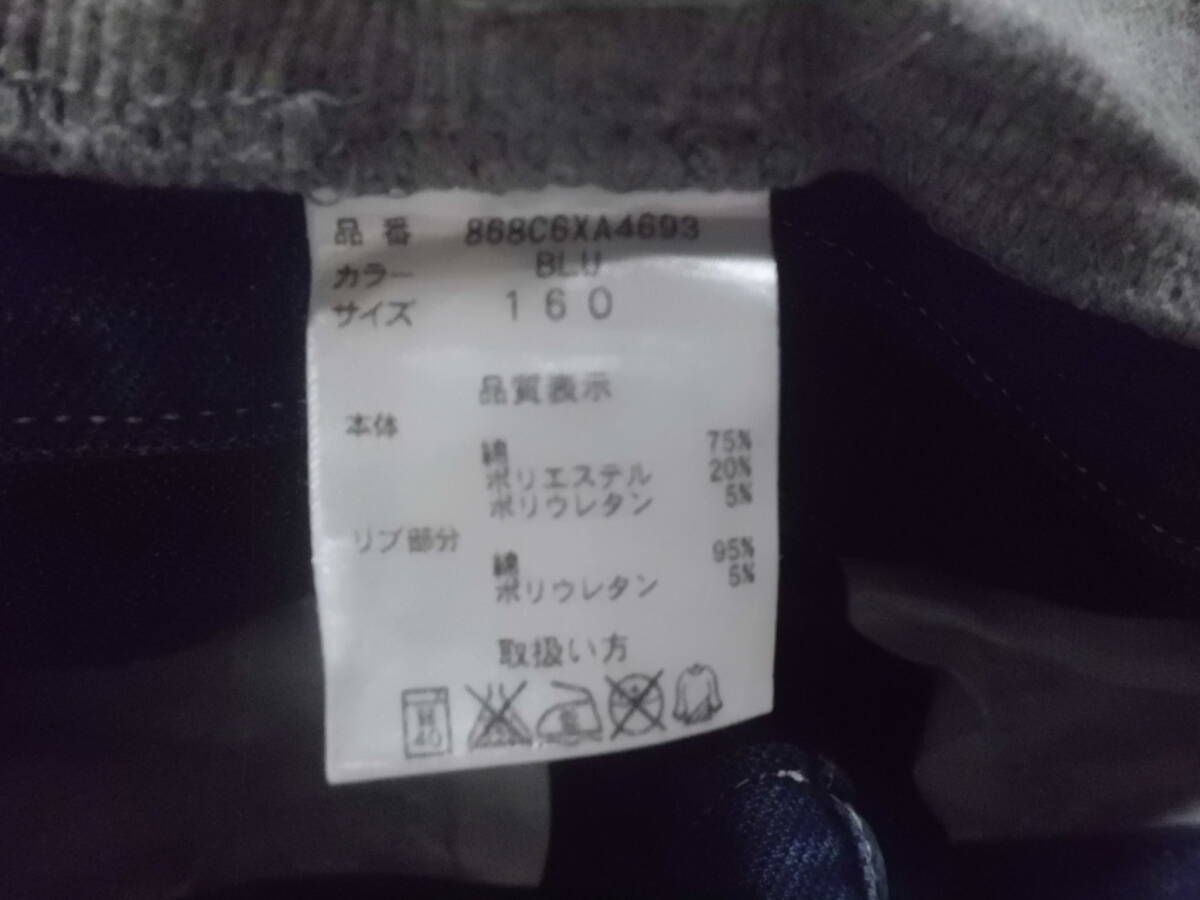 品番 868C6XA4693
カラー BLU
サイズ 160
品質表示
本体
綿 75%
ポリエステル 20%
ポリウレタン 5%
リブ部分
綿 95%
ポリウレタン 5%
取扱い方
40